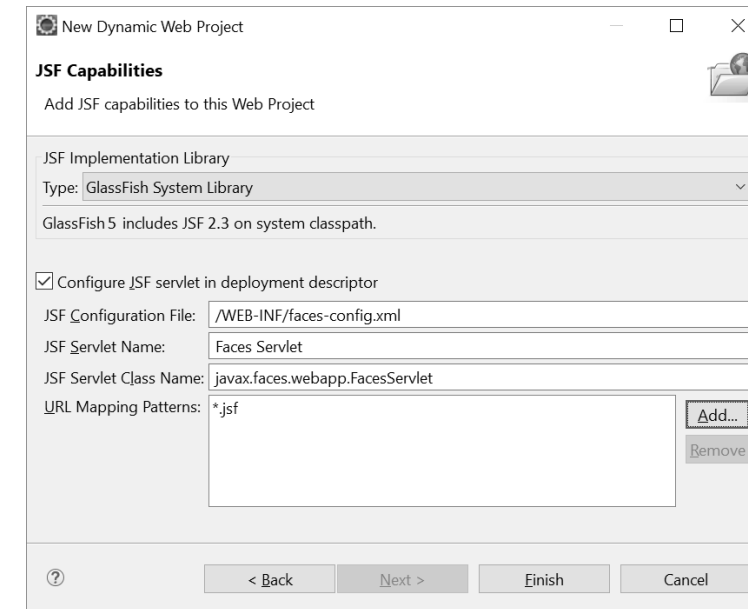 New Dynamic Web Project
JSF Capabilities
Add JSF capabilities to this Web Project
JSF Implementation Library
Type: GlassFish System Library
GlassFish 5 includes JSF 2.3 on system classpath.
Configure JSF servlet in deployment descriptor
JSF Configuration File: /WEB-INF/faces-config.xml
JSF Servlet Name: Faces Servlet
JSF Servlet Class Name: javax.faces.webapp.FacesServlet
URL Mapping Patterns: *.jsf
Add...
Remove
? < Back Next > Finish Cancel